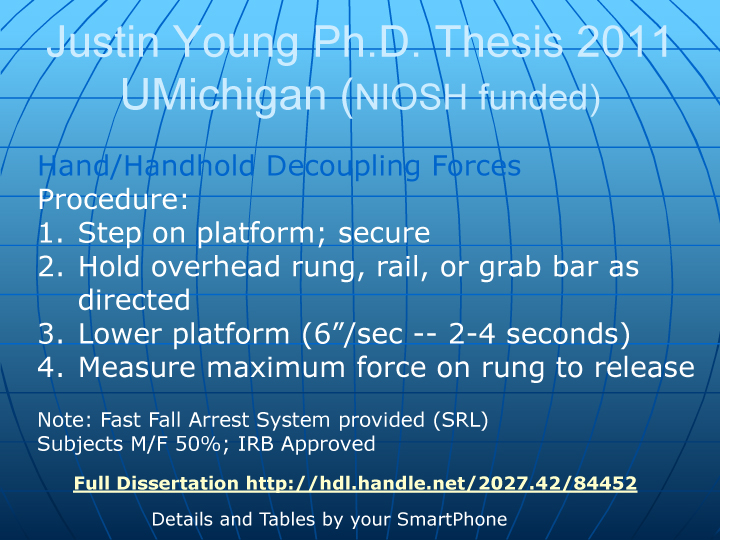 Justin Young Ph.D. Thesis 2011
UMichigan (NIOSH funded)
Hand/Handhold Decoupling Forces
Procedure:
1. Step on platform; secure
2. Hold overhead rung, rail, or grab bar as
directed
3. Lower platform (6”/sec -- 2-4 seconds)
4. Measure maximum force on rung to release
Note: Fast Fall Arrest System provided (SRL)
Subjects M/F 50%; IRB Approved
Full Dissertation http://hdl.handle.net/2027.42/84452
Details and Tables by your SmartPhone